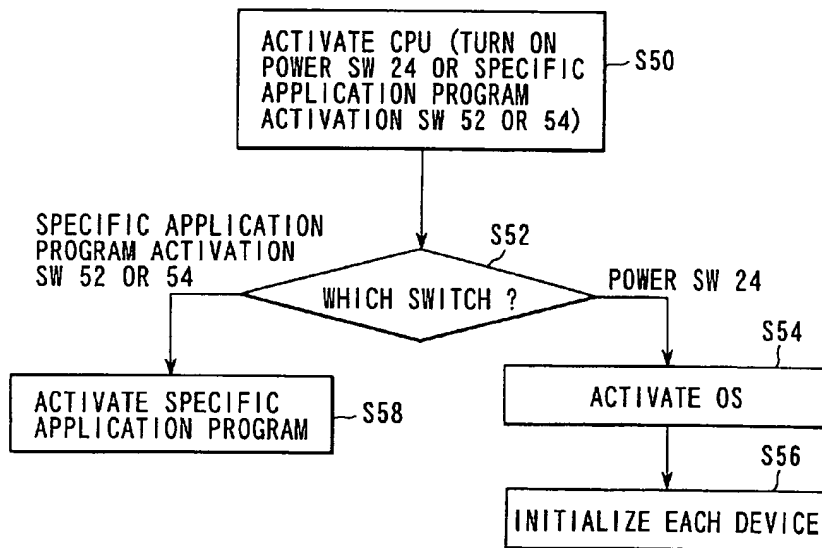 ACTIVATE CPU (TURN ON
POWER SW 24 OR SPECIFIC
APPLICATION PROGRAM
ACTIVATION SW 52 OR 54)
S50
SPECIFIC APPLICATION
PROGRAM ACTIVATION
SW 52 OR 54
S52
WHICH SWITCH ?
POWER SW 24
S54
ACTIVATE OS
ACTIVATE SPECIFIC
APPLICATION PROGRAM
S58
S56
INITIALIZE EACH DEVICE